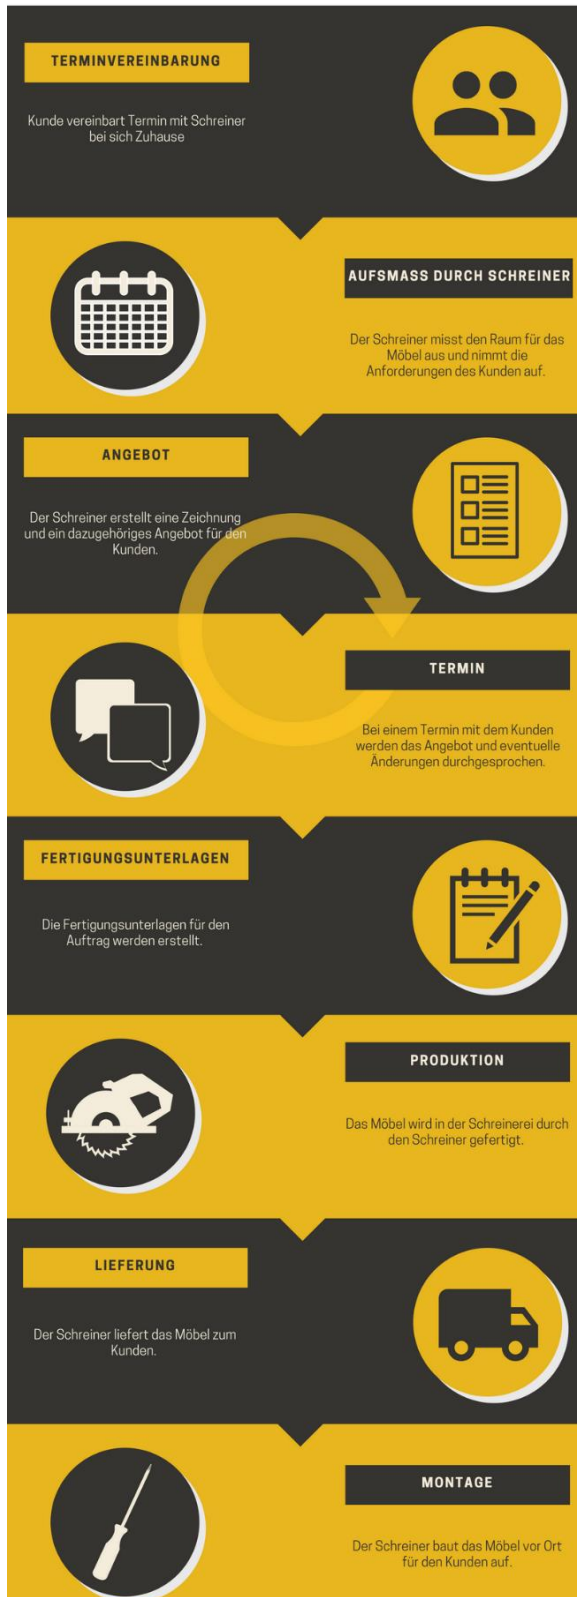 TERMINVEREINBARUNG
Kunde vereinbart Termin mit Schreiner
bei sich Zuhause
AUFSMASS DURCH SCHREINER
Der Schreiner misst den Raum für das
Möbel aus und nimmt die
Anforderungen des Kunden auf.
ANGEBOT
Der Schreiner erstellt eine Zeichnung
und ein dazugehöriges Angebot für den
Kunden.
TERMIN
Bei einem Termin mit dem Kunden
werden das Angebot und eventuelle
Änderungen durchgesprochen.
FERTIGUNGSUNTERLAGEN
Die Fertigungsunterlagen für den
Auftrag werden erstellt.
PRODUKTION
Das Möbel wird in der Schreinerei durch
den Schreiner gefertigt.
LIEFERUNG
Der Schreiner liefert das Möbel zum
Kunden.
MONTAGE
Der Schreiner baut das Möbel vor Ort
für den Kunden auf.